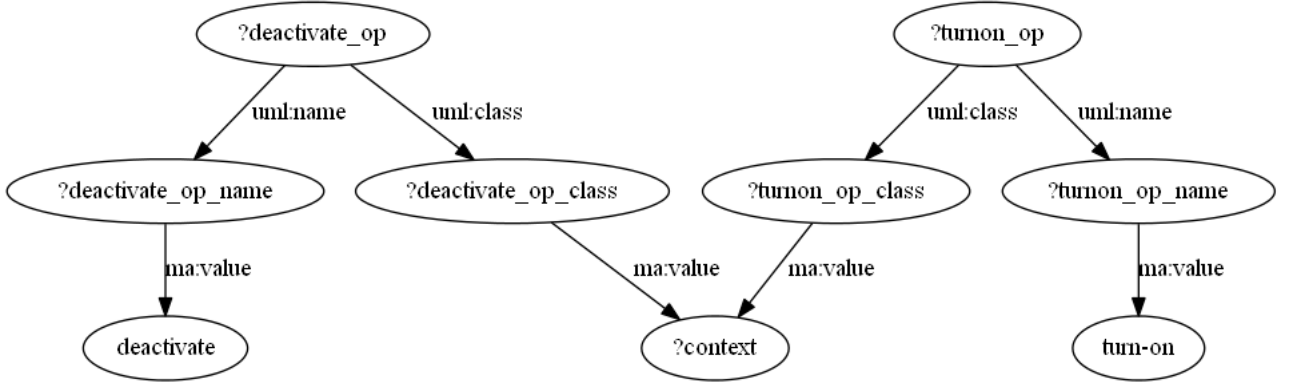 ?deactivate_op
?turnon_op
uml:name
uml:class
uml:class
uml:name
?deactivate_op_name
?deactivate_op_class
?turnon_op_class
?turnon_op_name
ma:value
ma:value
ma:value
ma:value
deactivate
?context
turn-on